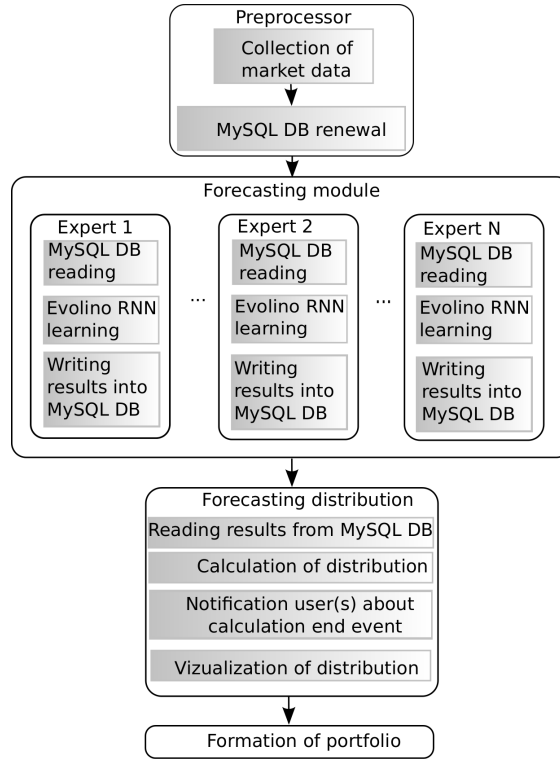 Preprocessor
Collection of
market data
MySQL DB renewal
Forecasting module
Expert 1
MySQL DB
reading
Evolino RNN
learning
Writing
results into
MySQL DB
...
Expert 2
MySQL DB
reading
Evolino RNN
learning
Writing
results into
MySQL DB
...
Expert N
MySQL DB
reading
Evolino RNN
learning
Writing
results into
MySQL DB
Forecasting distribution
Reading results from MySQL DB
Calculation of distribution
Notification user(s) about
calculation end event
Vizualization of distribution
Formation of portfolio